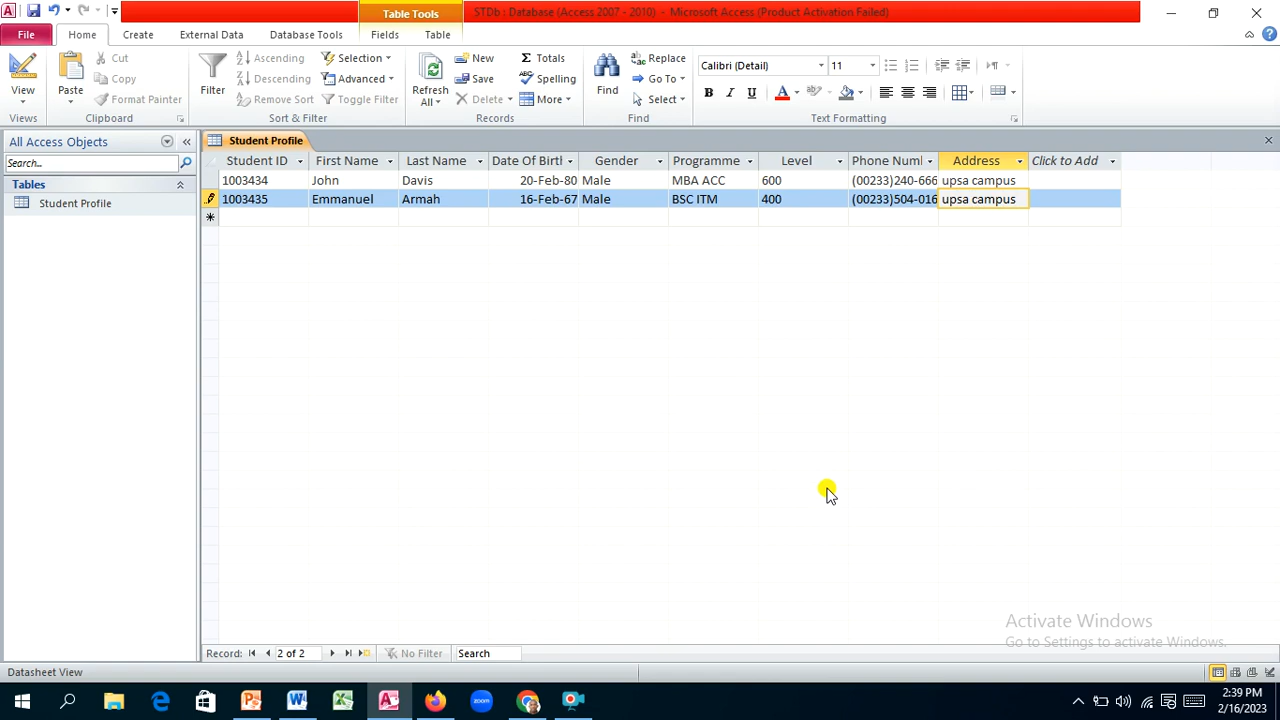 Table Tools
STDb : Database (Access 2007 - 2010) - Microsoft Access (Product Activation Failed)
File Home Create External Data Database Tools Fields Table
View Paste Cut Copy Format Painter Filter Ascending Descending Remove Sort Selection Advanced Toggle Filter Refresh All New Save Delete Totals Spelling More Find Replace Go To Select Calibri (Detail) 11
B I U A
Views Clipboard Sort & Filter Records Find Text Formatting
All Access Objects
Search...
Tables
Student Profile
Student Profile
Student ID First Name Last Name Date Of Birth Gender Programme Level Phone Numl Address Click to Add
1003434 John Davis 20-Feb-80 Male MBA ACC 600 (00233)240-666 upsa campus
1003435 Emmanuel Armah 16-Feb-67 Male BSC ITM 400 (00233)504-016 upsa campus
Activate Windows
Go to Settings to activate Windows.
Record: 2 of 2 No Filter Search
Datasheet View
zoom
2:39 PM
2/16/2023